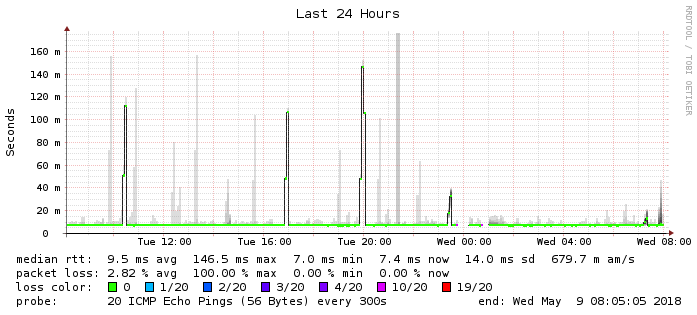 Last 24 Hours
RRDTOOL / TOBI OETIKER
Seconds
160 m
140 m
120 m
100 m
80 m
60 m
40 m
20 m
0
Tue 12:00 Tue 16:00 Tue 20:00 Wed 00:00 Wed 04:00 Wed 08:00
median rtt: 9.5 ms avg 146.5 ms max 7.0 ms min 7.4 ms now 14.0 ms sd 679.7 m am/s
packet loss: 2.82 % avg 100.00 % max 0.00 % min 0.00 % now
loss color: 0 1/20 2/20 3/20 4/20 10/20 19/20
probe: 20 ICMP Echo Pings (56 Bytes) every 300s end: Wed May 9 08:05:05 2018